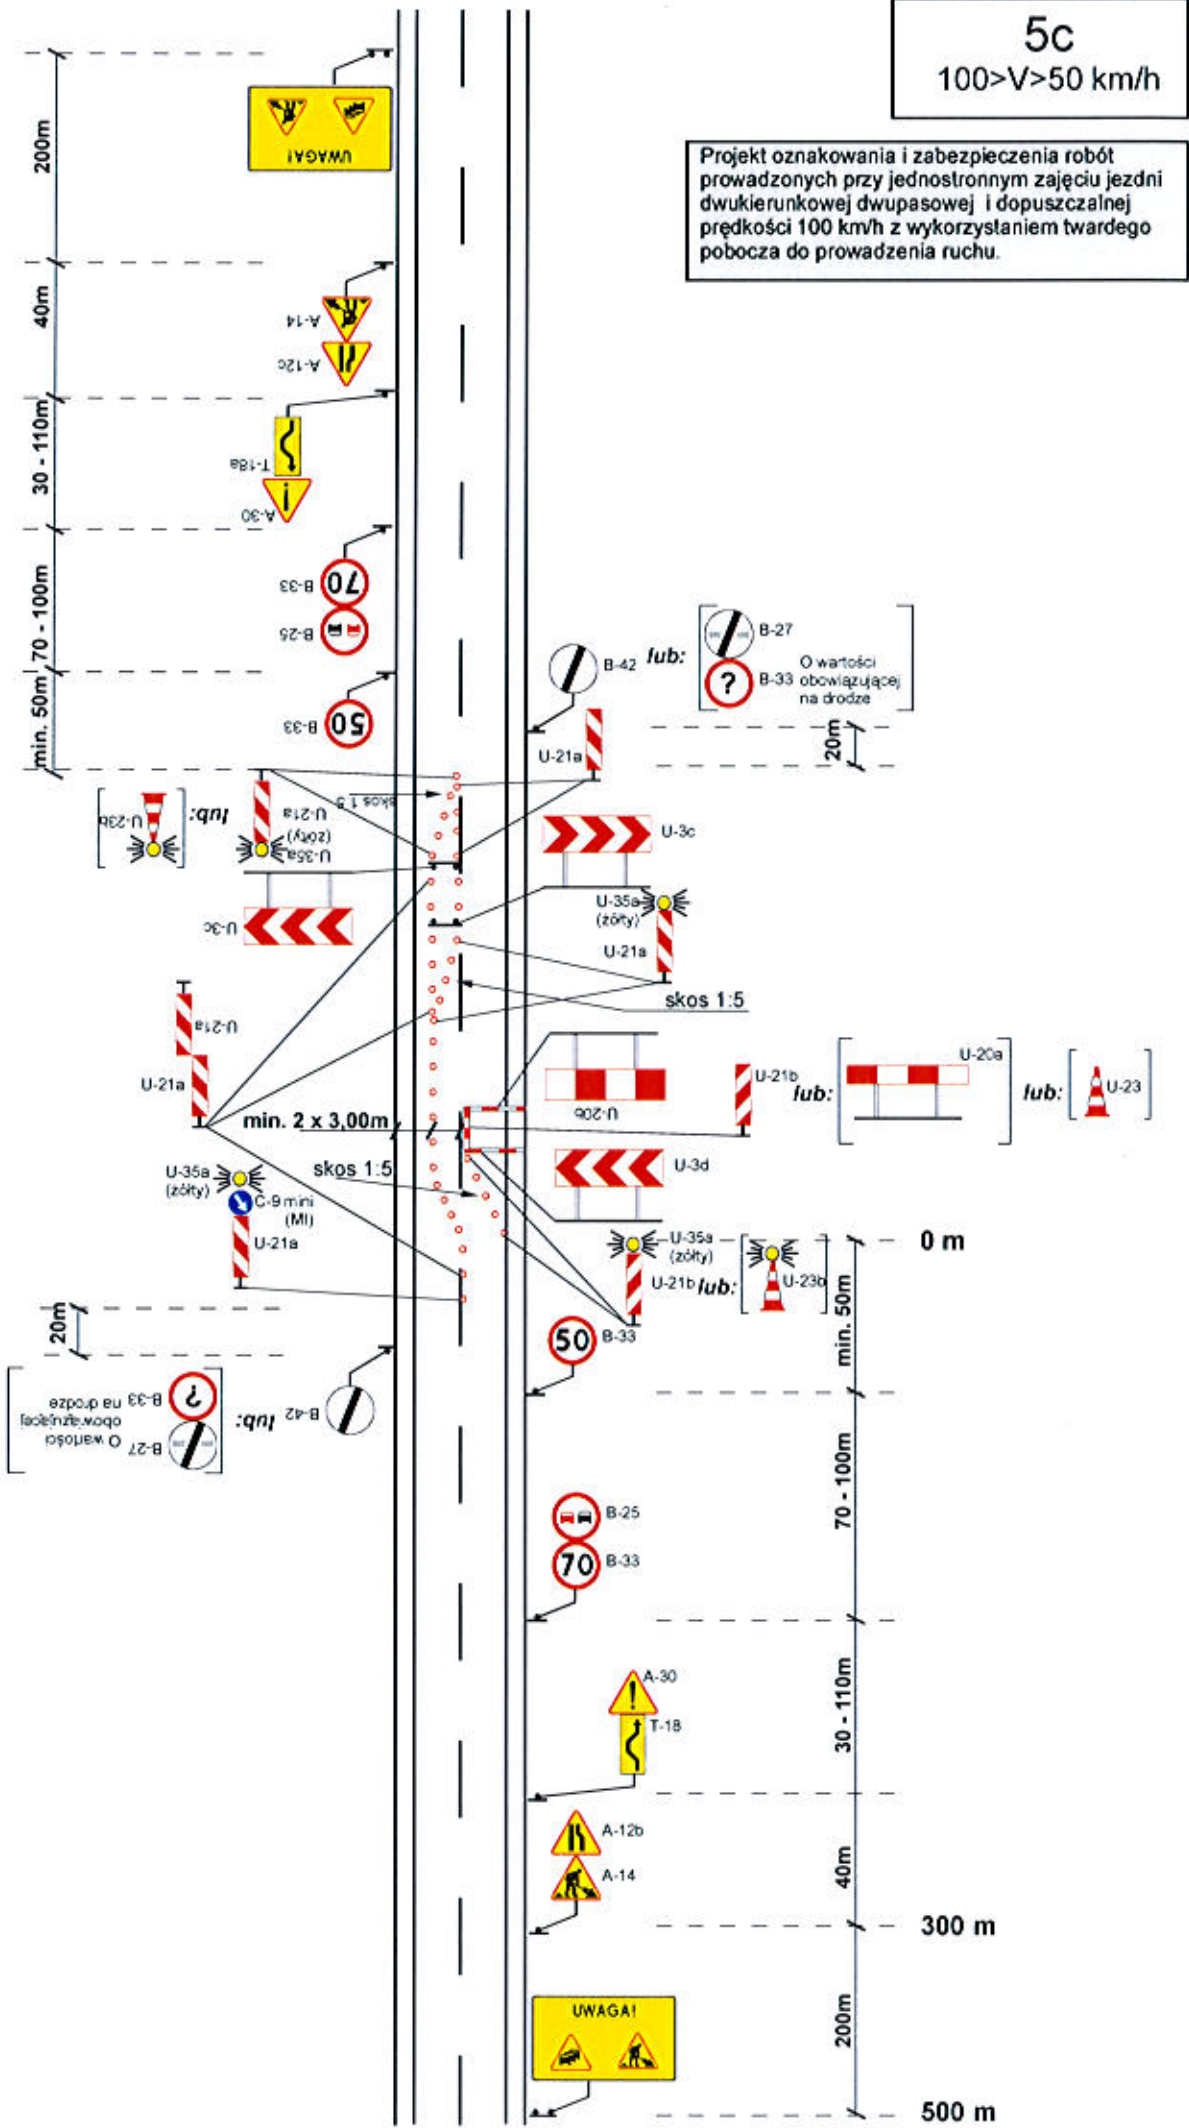 5c
100>V>50 km/h
Projekt oznakowania i zabezpieczenia robót
prowadzonych przy jednostronnym zajęciu jezdni
dwukierunkowej dwupasowej i dopuszczalnej
prędkości 100 km/h z wykorzystaniem twardego
pobocza do prowadzenia ruchu.
200m
UWAGA!
40m
A-14
A-12c
30 - 110m
T-18a
A-30
70 - 100m
B-33
70
B-25
min. 50m
B-33
50
B-42
lub:
B-27
?
B-33
O wartości
obowiązującej
na drodze
20m
U-21a
skos 1:5
U-23b
lub:
U-21a
(żółty)
U-35a
U-3c
U-3c
U-35a
(żółty)
U-21a
skos 1:5
U-21a
U-21a
min. 2 x 3,00m
U-20b
U-21b
lub:
U-20a
lub:
U-23
U-3d
skos 1:5
U-35a
(żółty)
C-9 mini
(MI)
U-21a
U-35a
(żółty)
U-21b
lub:
U-23b
0 m
min. 50m
50
B-33
20m
B-42
lub:
?
B-33
B-27
O wartości
obowiązującej
na drodze
70 - 100m
B-25
70
B-33
30 - 110m
A-30
T-18
A-12b
A-14
40m
300 m
UWAGA!
200m
500 m